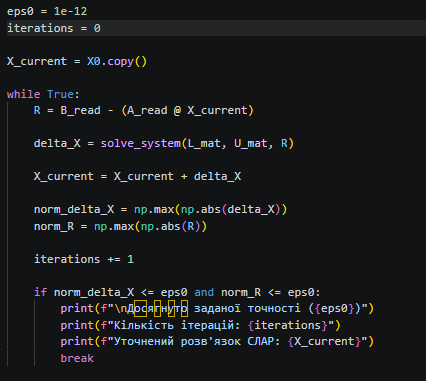 eps0 = 1e-12
iterations = 0
X_current = X0.copy()
while True:
R = B_read - (A_read @ X_current)
delta_X = solve_system(L_mat, U_mat, R)
X_current = X_current + delta_X
norm_delta_X = np.max(np.abs(delta_X))
norm_R = np.max(np.abs(R))
iterations += 1
if norm_delta_X <= eps0 and norm_R <= eps0:
print(f"\nДосягнуто заданої точності ({eps0})")
print(f"Кількість ітерацій: {iterations}")
print(f"Уточнений розв'язок СЛАР: {X_current}")
break